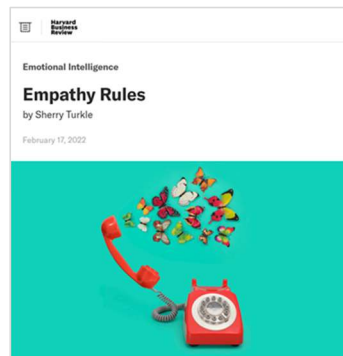 Harvard
Business
Review
Emotional Intelligence
Empathy Rules
by Sherry Turkle
February 17, 2022